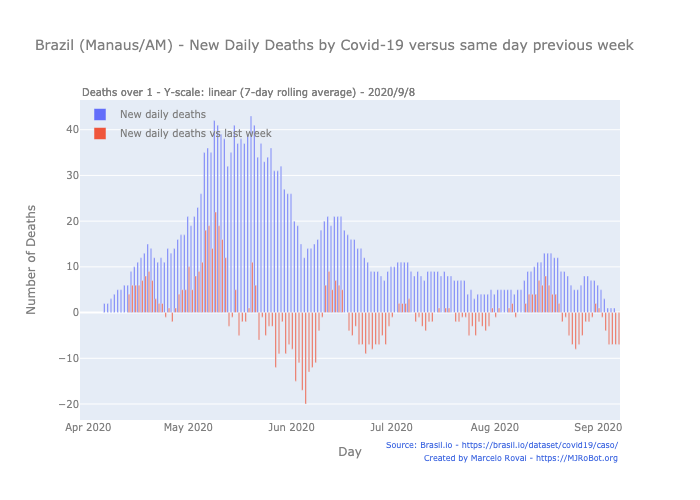 Brazil (Manaus/AM) - New Daily Deaths by Covid-19 versus same day previous week
Deaths over 1 - Y-scale: linear (7-day rolling average) - 2020/9/8
New daily deaths
New daily deaths vs last week
40
30
20
10
0
−10
−20
Number of Deaths
Apr 2020
May 2020
Jun 2020
Jul 2020
Aug 2020
Sep 2020
Day
Source: Brasil.io - https://brasil.io/dataset/covid19/caso/
Created by Marcelo Rovai - https://MJRoBot.org